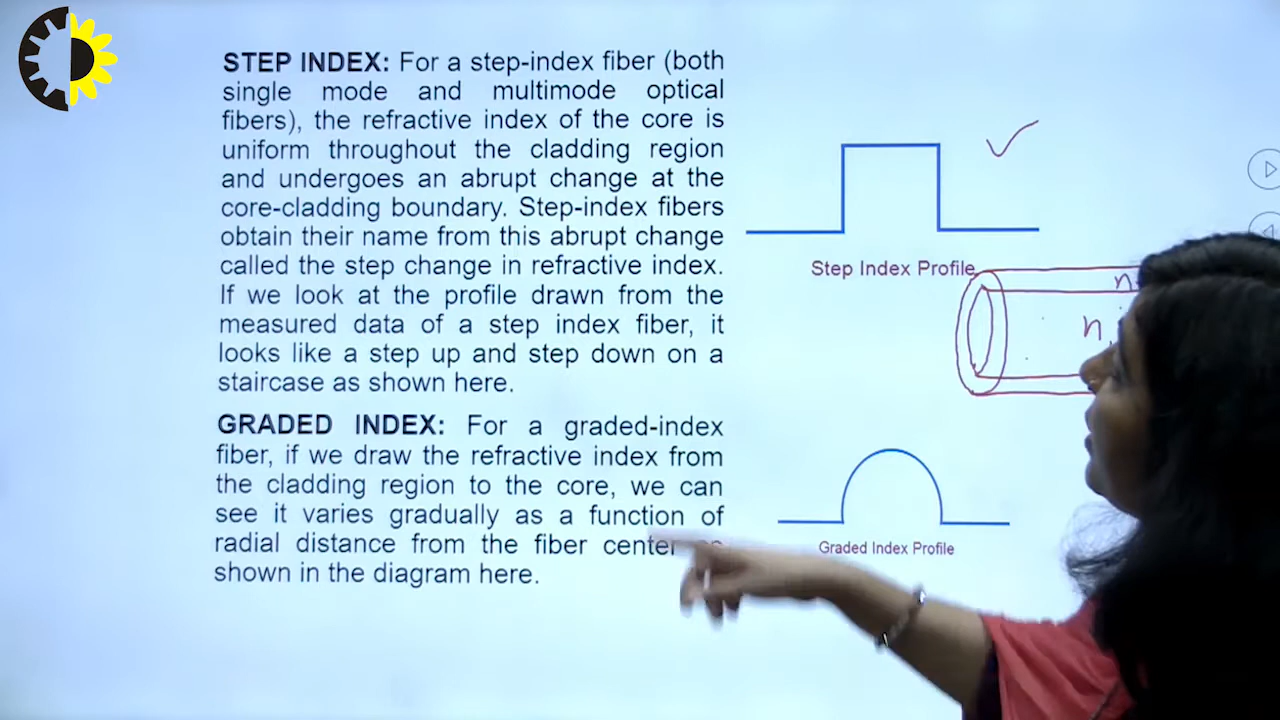 STEP INDEX: For a step-index fiber (both
single mode and multimode optical
fibers), the refractive index of the core is
uniform throughout the cladding region
and undergoes an abrupt change at the
core-cladding boundary. Step-index fibers
obtain their name from this abrupt change
called the step change in refractive index.
If we look at the profile drawn from the
measured data of a step index fiber, it
looks like a step up and step down on a
staircase as shown here.
GRADED INDEX: For a graded-index
fiber, if we draw the refractive index from
the cladding region to the core, we can
see it varies gradually as a function of
radial distance from the fiber center
shown in the diagram here.
Step Index Profile
n
n₁
Graded Index Profile